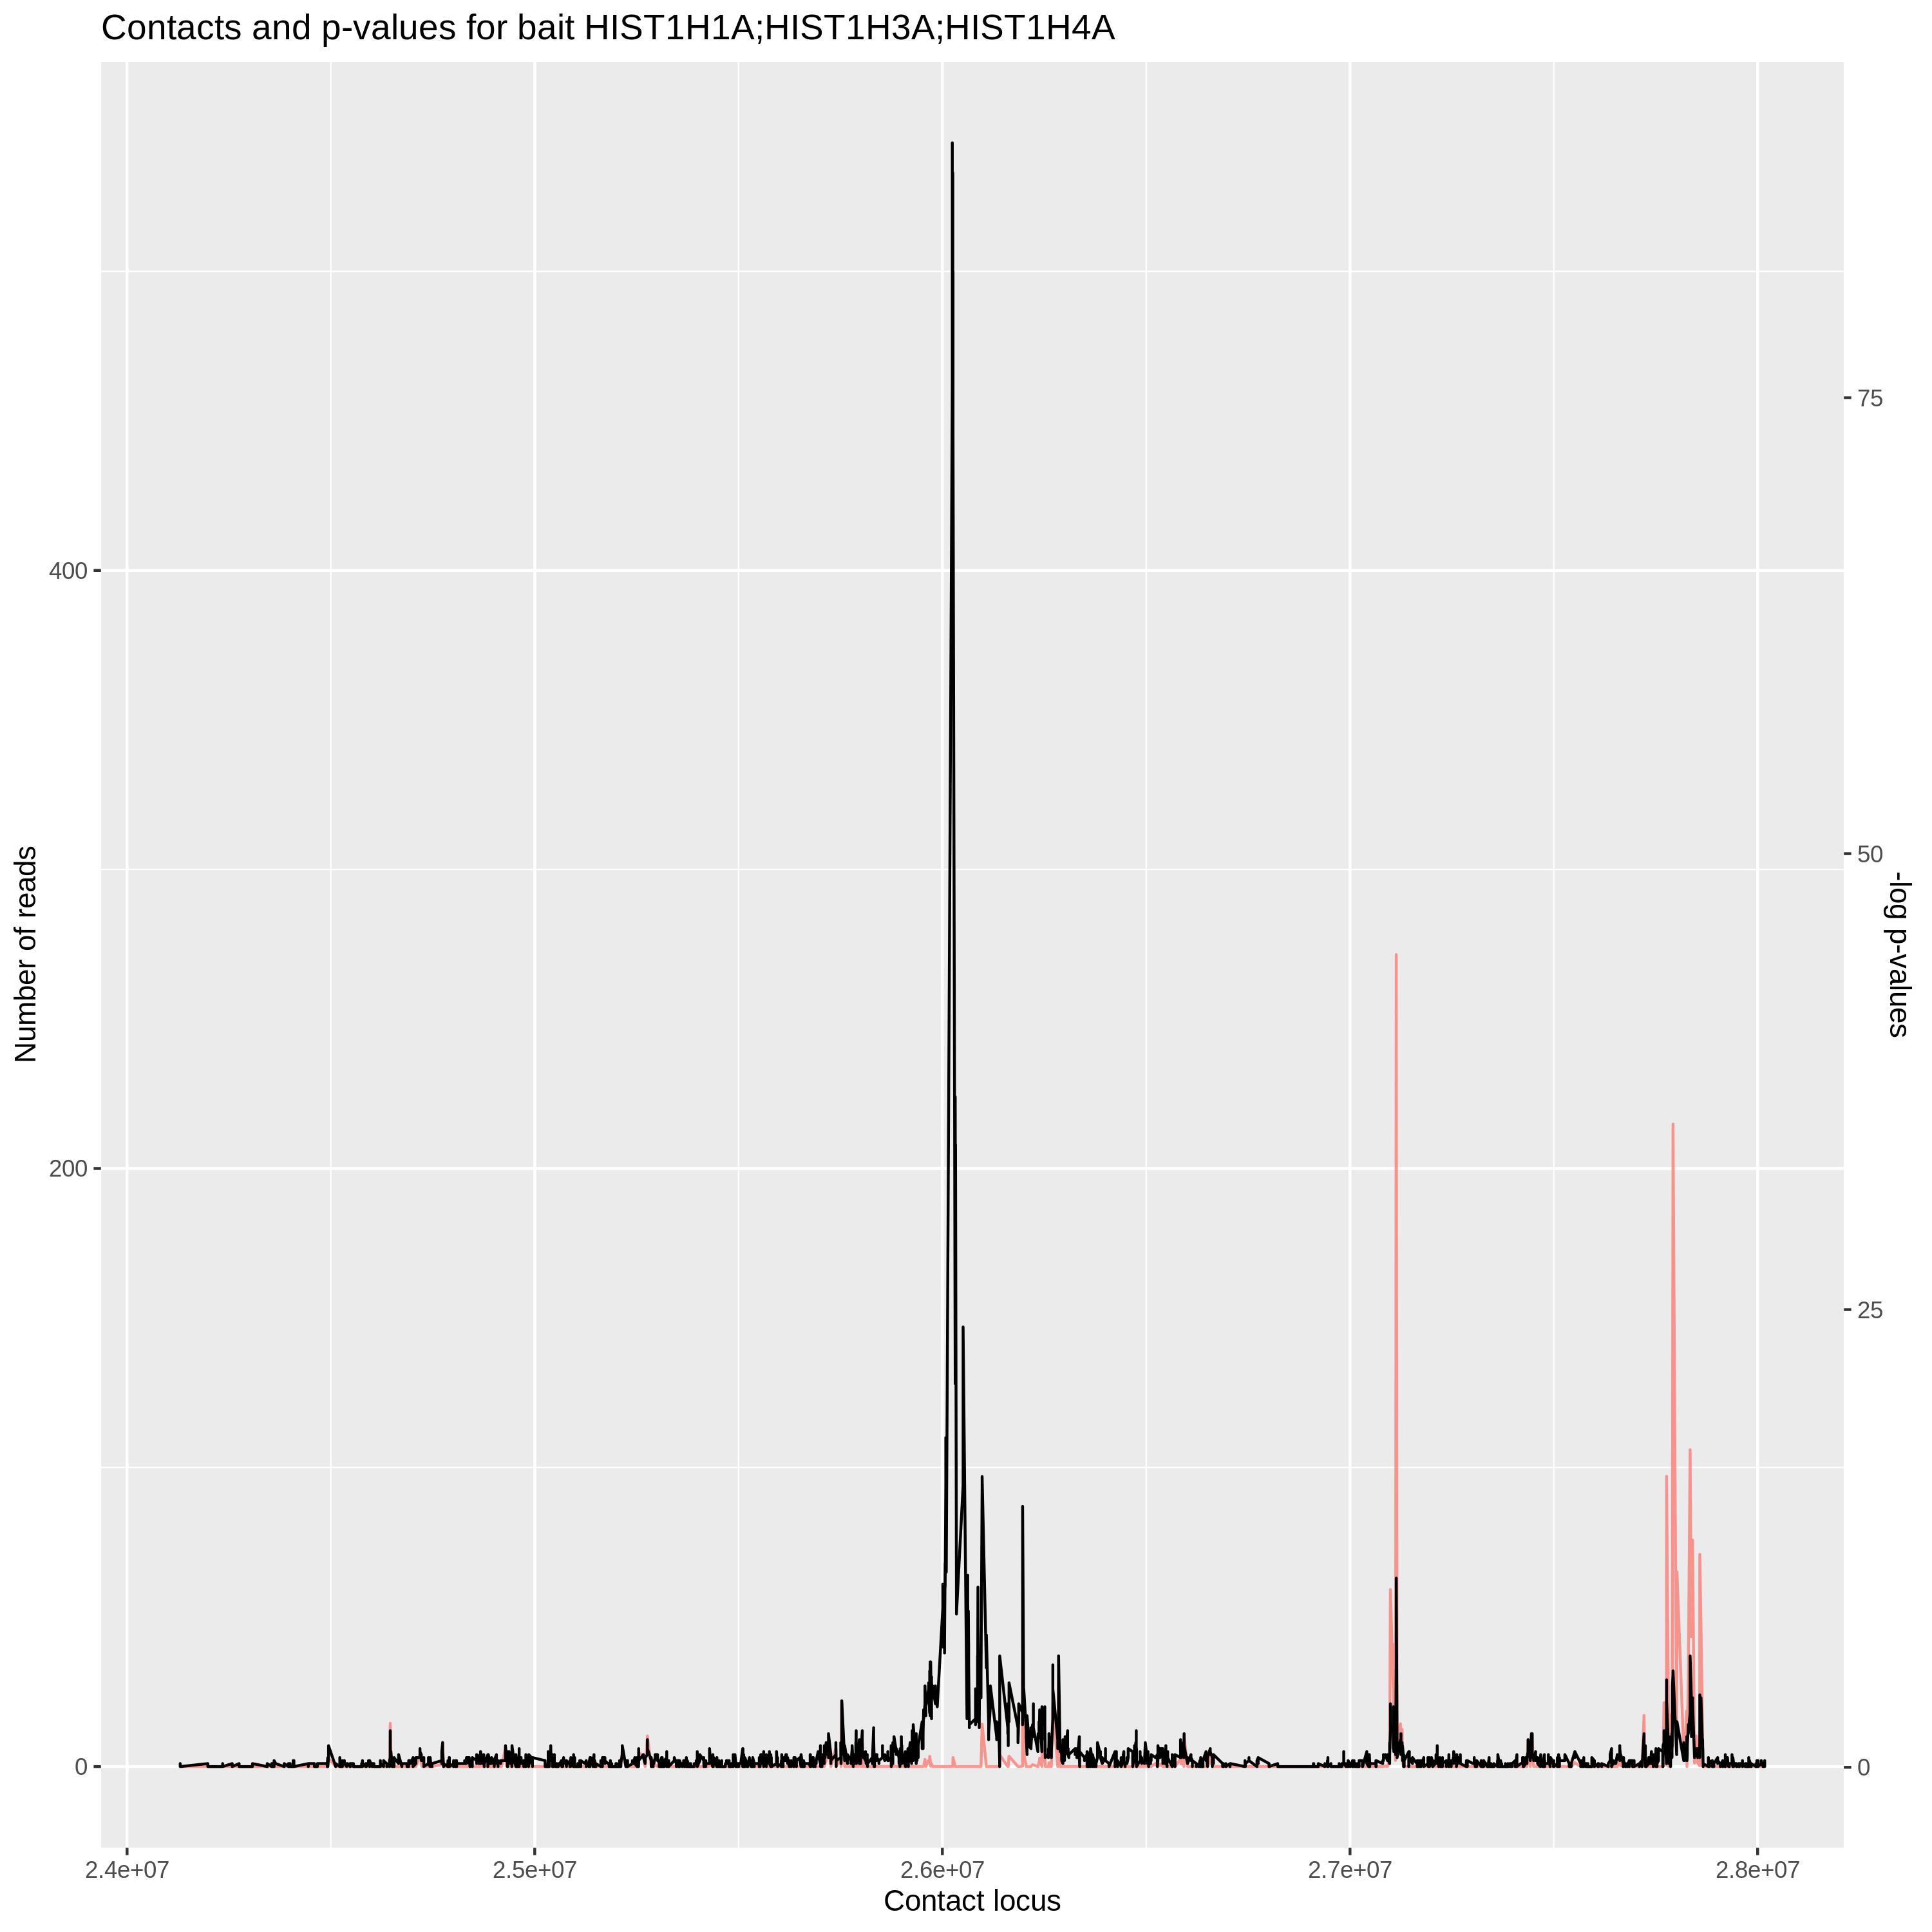 Contacts and p-values for bait HIST1H1A;HIST1H3A;HIST1H4A
Number of reads
400
200
0
75
50
25
0
-log p-values
2.4e+07
2.5e+07
2.6e+07
2.7e+07
2.8e+07
Contact locus